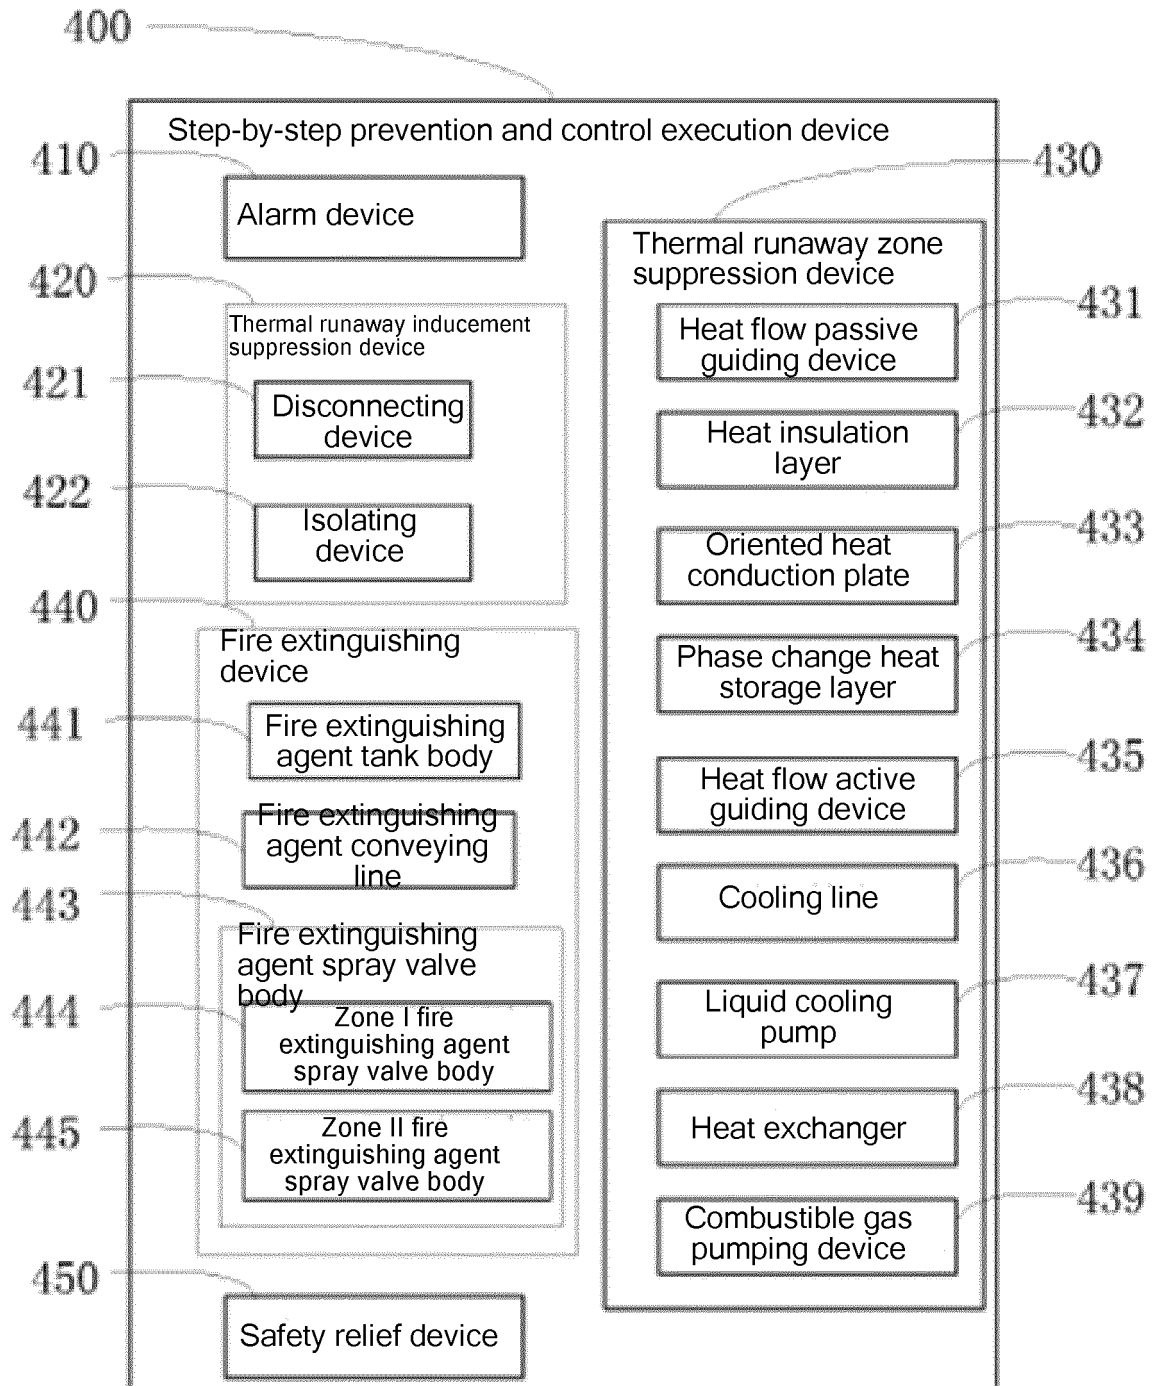 400
Step-by-step prevention and control execution device
410
Alarm device
420
Thermal runaway inducement
suppression device
421
Disconnecting
device
422
Isolating
device
440
Fire extinguishing
device
441
Fire extinguishing
agent tank body
442
Fire extinguishing
agent conveying
line
443
Fire extinguishing
agent spray valve
body
444
Zone I fire
extinguishing agent
spray valve body
445
Zone II fire
extinguishing agent
spray valve body
450
Safety relief device
430
Thermal runaway zone
suppression device
431
Heat flow passive
guiding device
432
Heat insulation
layer
433
Oriented heat
conduction plate
434
Phase change heat
storage layer
435
Heat flow active
guiding device
436
Cooling line
437
Liquid cooling
pump
438
Heat exchanger
439
Combustible gas
pumping device